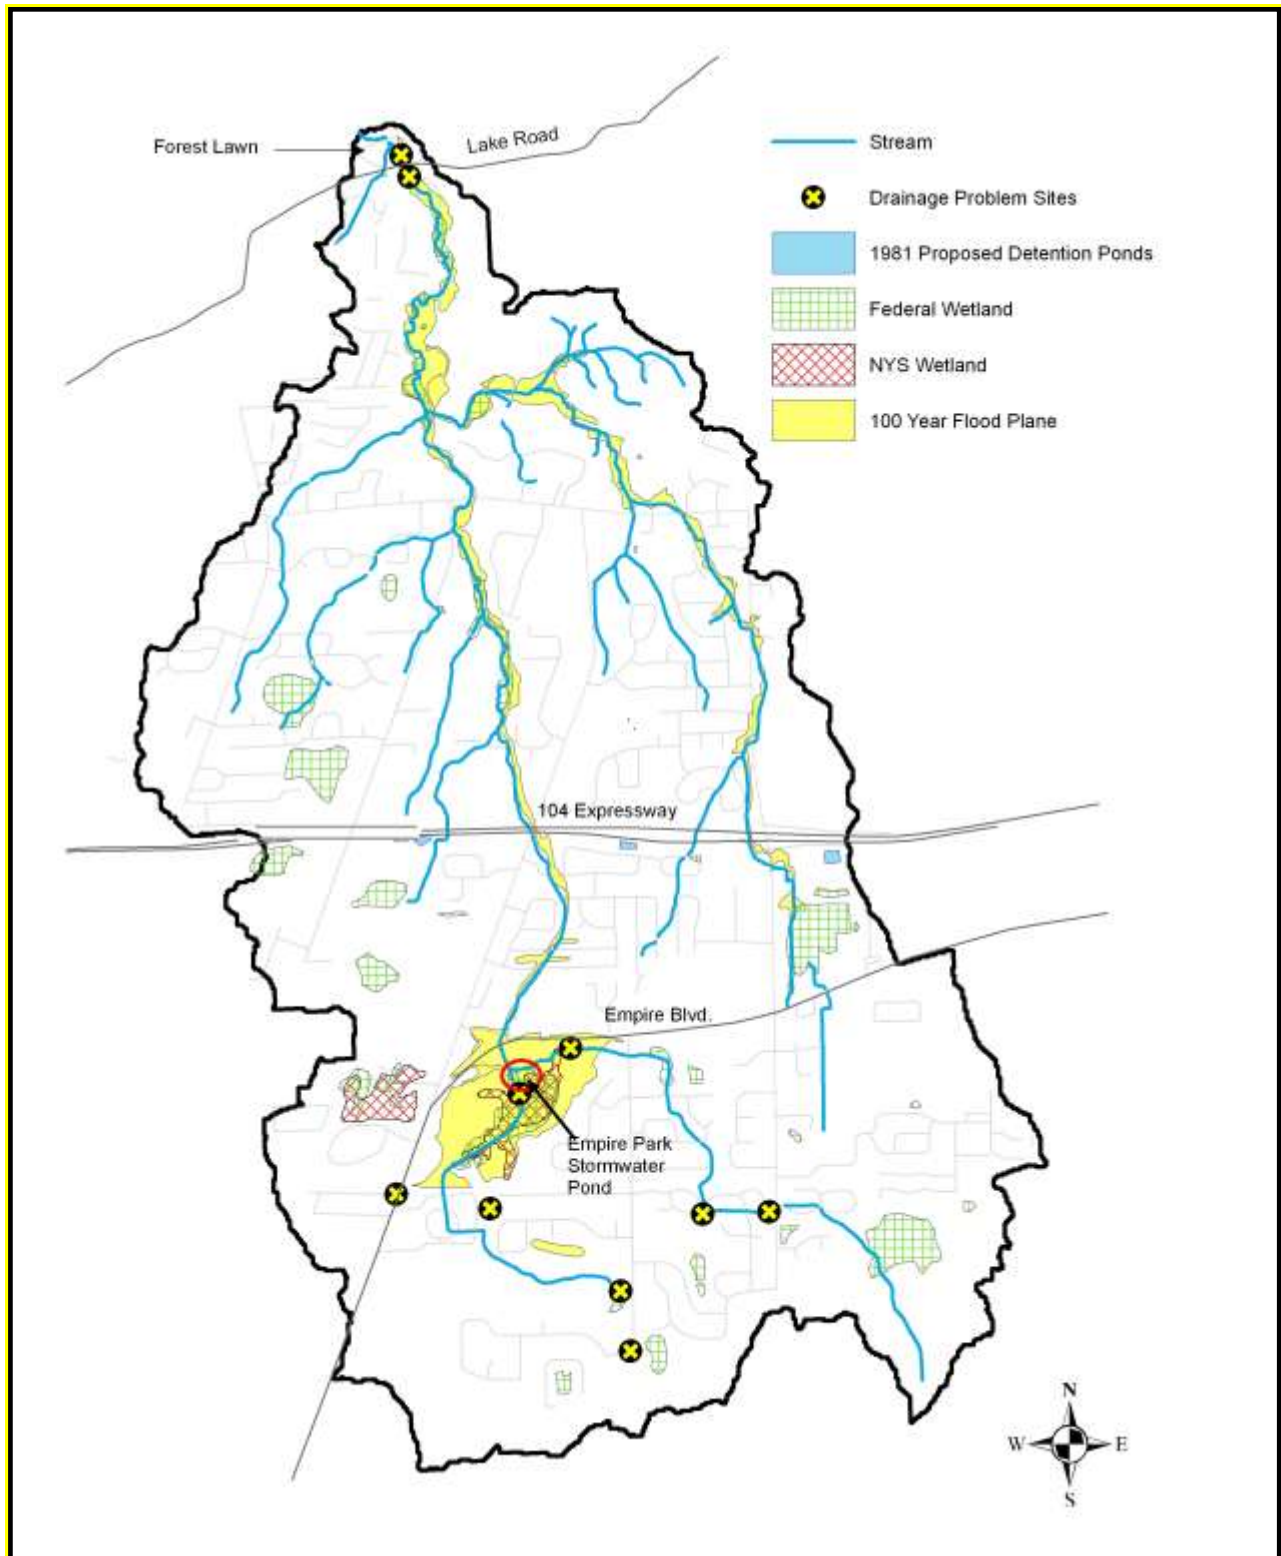 Forest Lawn
Lake Road
Stream
Drainage Problem Sites
1981 Proposed Detention Ponds
Federal Wetland
NYS Wetland
100 Year Flood Plane
104 Expressway
Empire Blvd.
Empire Park
Stormwater
Pond
N
W E
S